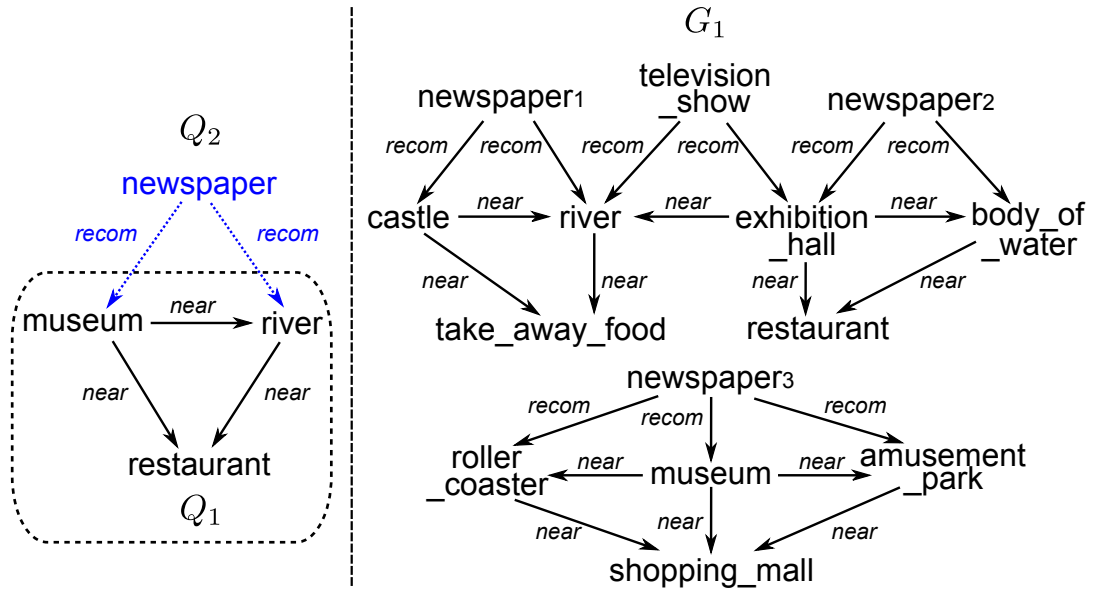 Q2
newspaper
recom recom
museum near river
near near
restaurant
Q1
G1
newspaper1
television
_show
newspaper2
recom recom recom recom recom recom
castle near river near exhibition
_hall near body_of
_water
near near near near
take_away_food restaurant
newspaper3
recom recom recom
roller
_coaster near museum near amusement
_park
near near near
shopping_mall